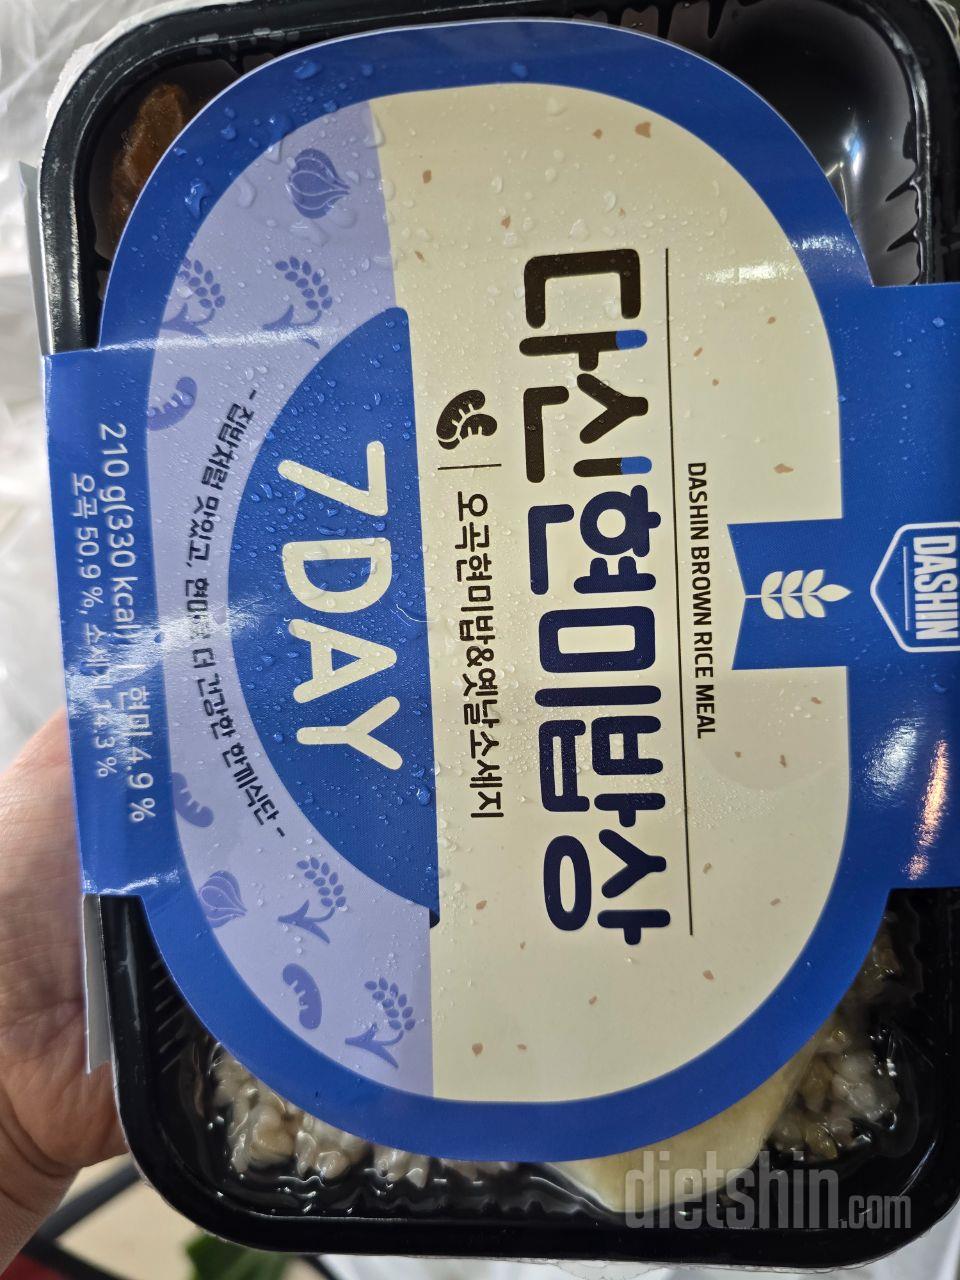 DASHIN
DASHIN BROWN RICE MEAL
다신현미밥상
오곡현미밥&옛날소세지
7DAY
- 집밥처럼 맛있고, 현미로 더 건강한 한끼식단 -
210 g(330 kcal) | 현미 4.9 %
오곡 50.9 %, 소세지 14.3 %
dietshin.com